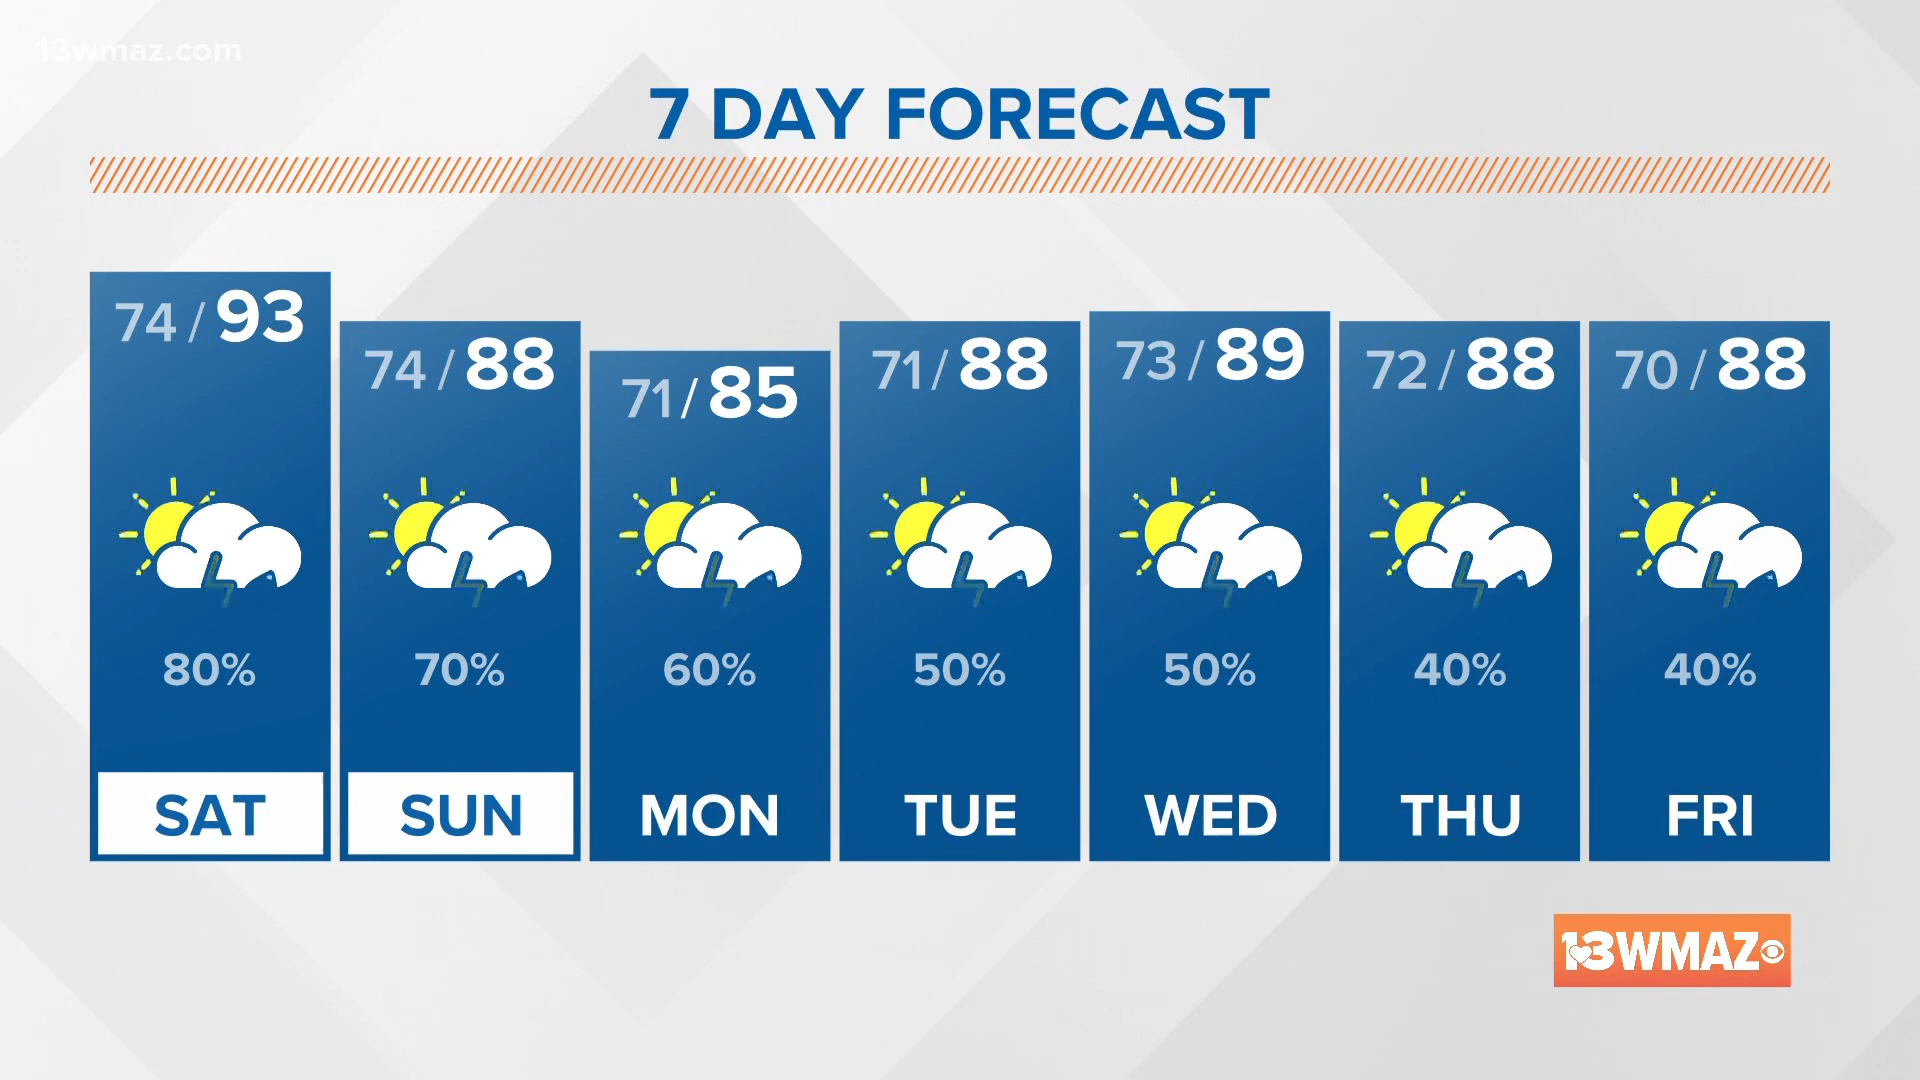 13wmaz.com
7 DAY FORECAST
74/93
74/88
71/85
71/88
73/89
72/88
70/88
80%
70%
60%
50%
50%
40%
40%
SAT
SUN
MON
TUE
WED
THU
FRI
13WMAZ